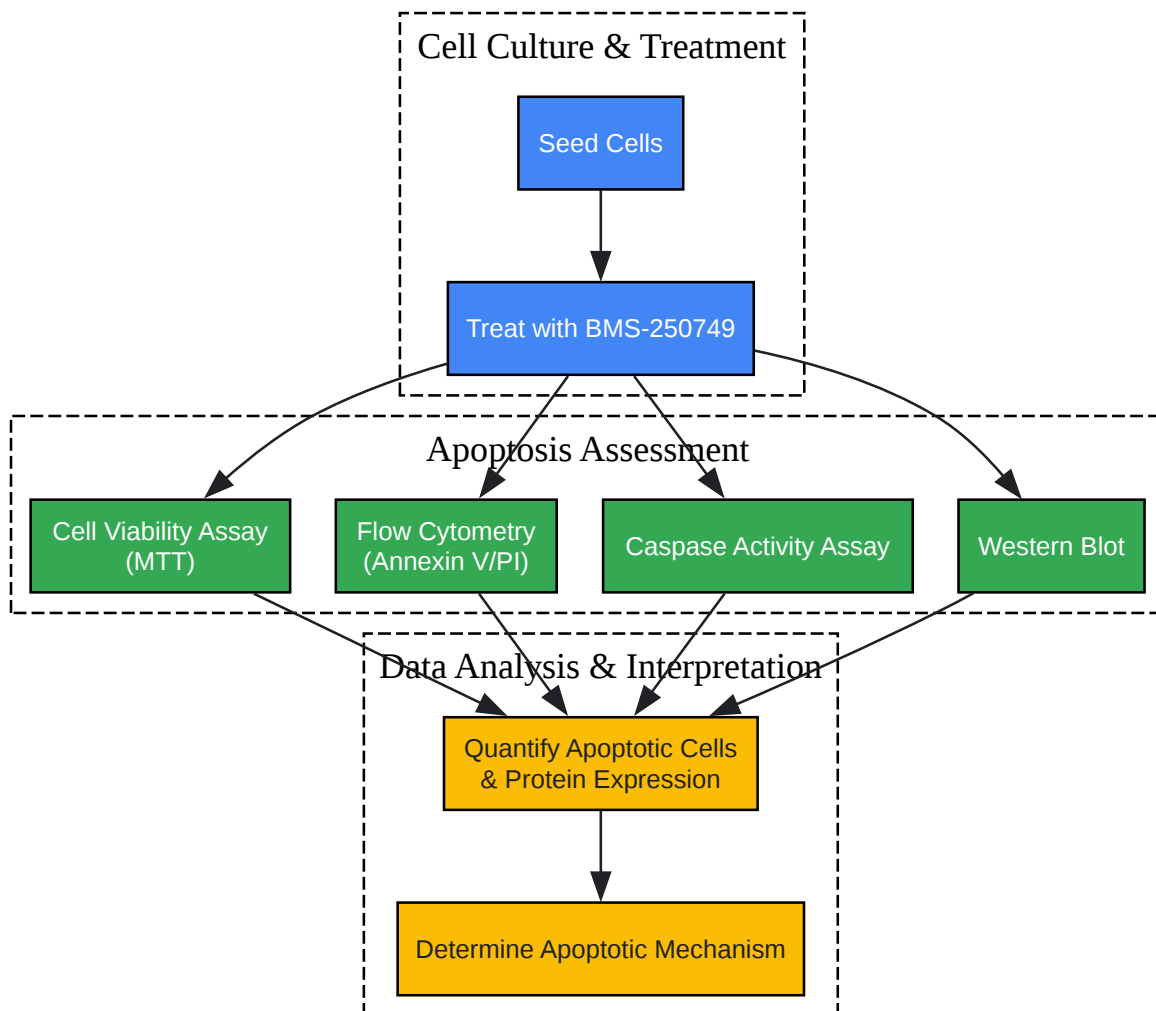 Cell Culture & Treatment
Seed Cells
Treat with BMS-250749
Apoptosis Assessment
Cell Viability Assay
(MTT)
Flow Cytometry
(Annexin V/PI)
Caspase Activity Assay
Western Blot
Data Analysis & Interpretation
Quantify Apoptotic Cells
& Protein Expression
Determine Apoptotic Mechanism